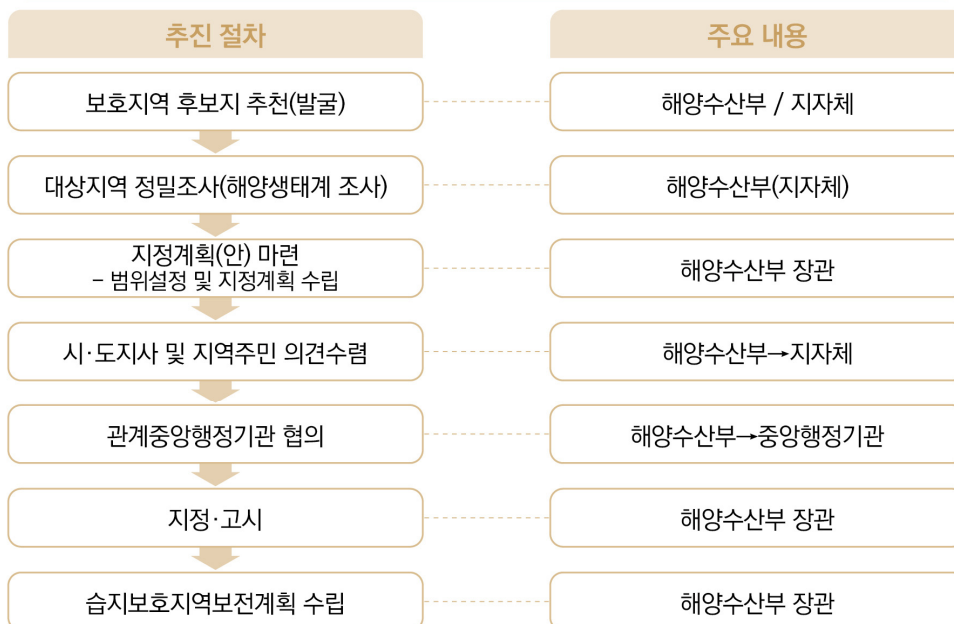 추진 절차
주요 내용
보호지역 후보지 추천(발굴)
해양수산부 / 지자체
대상지역 정밀조사(해양생태계 조사)
해양수산부(지자체)
지정계획(안) 마련
– 범위설정 및 지정계획 수립
해양수산부 장관
시·도지사 및 지역주민 의견수렴
해양수산부→지자체
관계중앙행정기관 협의
해양수산부→중앙행정기관
지정·고시
해양수산부 장관
습지보호지역보전계획 수립
해양수산부 장관